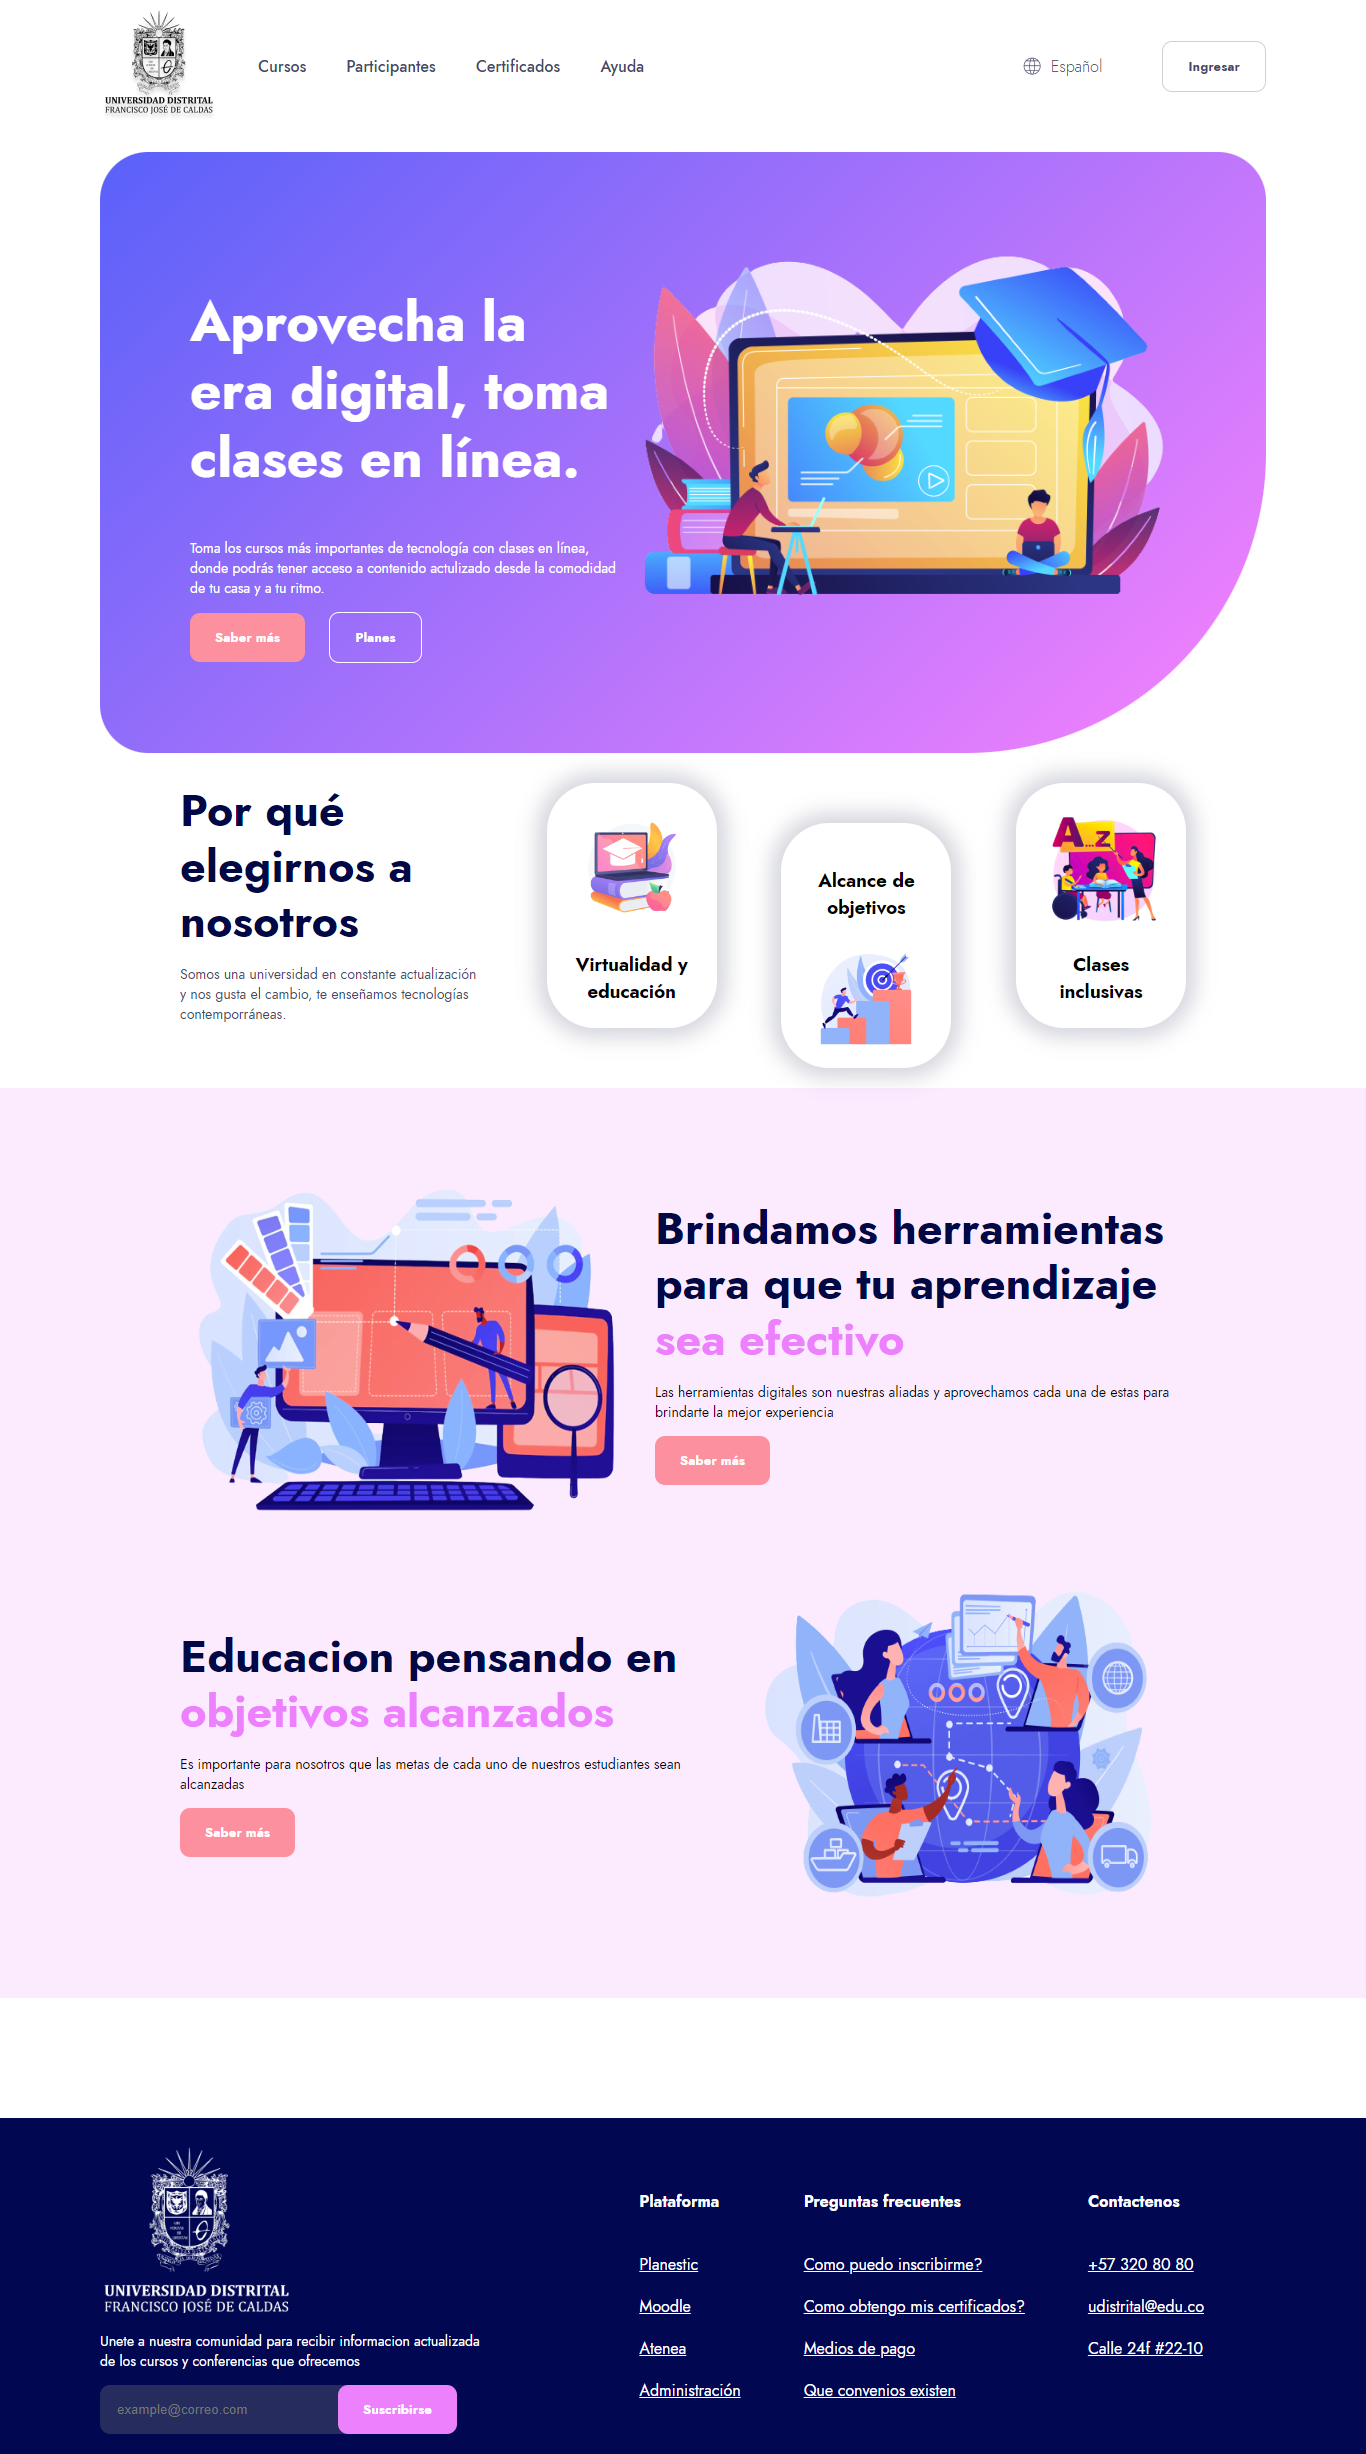 UNIVERSIDAD DISTRITAL
FRANCISCO JOSÉ DE CALDAS
Cursos
Participantes
Certificados
Ayuda
Español
Ingresar
Aprovecha la
era digital, toma
clases en línea.
Toma los cursos más importantes de tecnología con clases en línea,
donde podrás tener acceso a contenido actulizado desde la comodidad
de tu casa y a tu ritmo.
Saber más
Planes
Por qué
elegirnos a
nosotros
Somos una universidad en constante actualización
y nos gusta el cambio, te enseñamos tecnologías
contemporráneas.
Virtualidad y
educación
Alcance de
objetivos
A...z
Clases
inclusivas
Brindamos herramientas
para que tu aprendizaje
sea efectivo
Las herramientas digitales son nuestras aliadas y aprovechamos cada una de estas para
brindarte la mejor experiencia
Saber más
Educacion pensando en
objetivos alcanzados
Es importante para nosotros que las metas de cada uno de nuestros estudiantes sean
alcanzadas
Saber más
UNIVERSIDAD DISTRITAL
FRANCISCO JOSÉ DE CALDAS
Unete a nuestra comunidad para recibir informacion actualizada
de los cursos y conferencias que ofrecemos
example@correo.com
Suscribirse
Plataforma
Planestic
Moodle
Atenea
Administración
Preguntas frecuentes
Como puedo inscribirme?
Como obtengo mis certificados?
Medios de pago
Que convenios existen
Contactenos
+57 320 80 80
udistrital@edu.co
Calle 24f #22-10